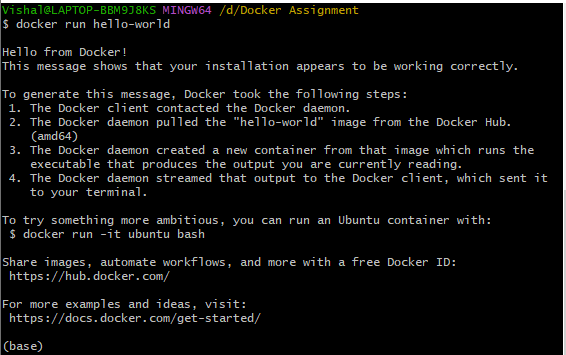 Vishal@LAPTOP-BBM9J8KS MINGW64 /d/Docker Assignment
$ docker run hello-world

Hello from Docker!
This message shows that your installation appears to be working correctly.

To generate this message, Docker took the following steps:
 1. The Docker client contacted the Docker daemon.
 2. The Docker daemon pulled the "hello-world" image from the Docker Hub.
    (amd64)
 3. The Docker daemon created a new container from that image which runs the
    executable that produces the output you are currently reading.
 4. The Docker daemon streamed that output to the Docker client, which sent it
    to your terminal.

To try something more ambitious, you can run an Ubuntu container with:
 $ docker run -it ubuntu bash

Share images, automate workflows, and more with a free Docker ID:
 https://hub.docker.com/

For more examples and ideas, visit:
 https://docs.docker.com/get-started/

(base)